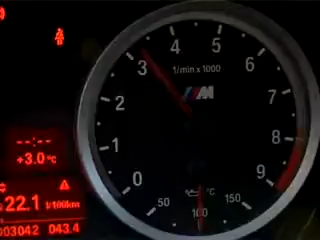 4 5
3 6
1/min x 1000
2 M 7
--:-- 1 8
+3.0 °C
0 9
22.1 l/100km
50 °C 150
100
003042 043.4